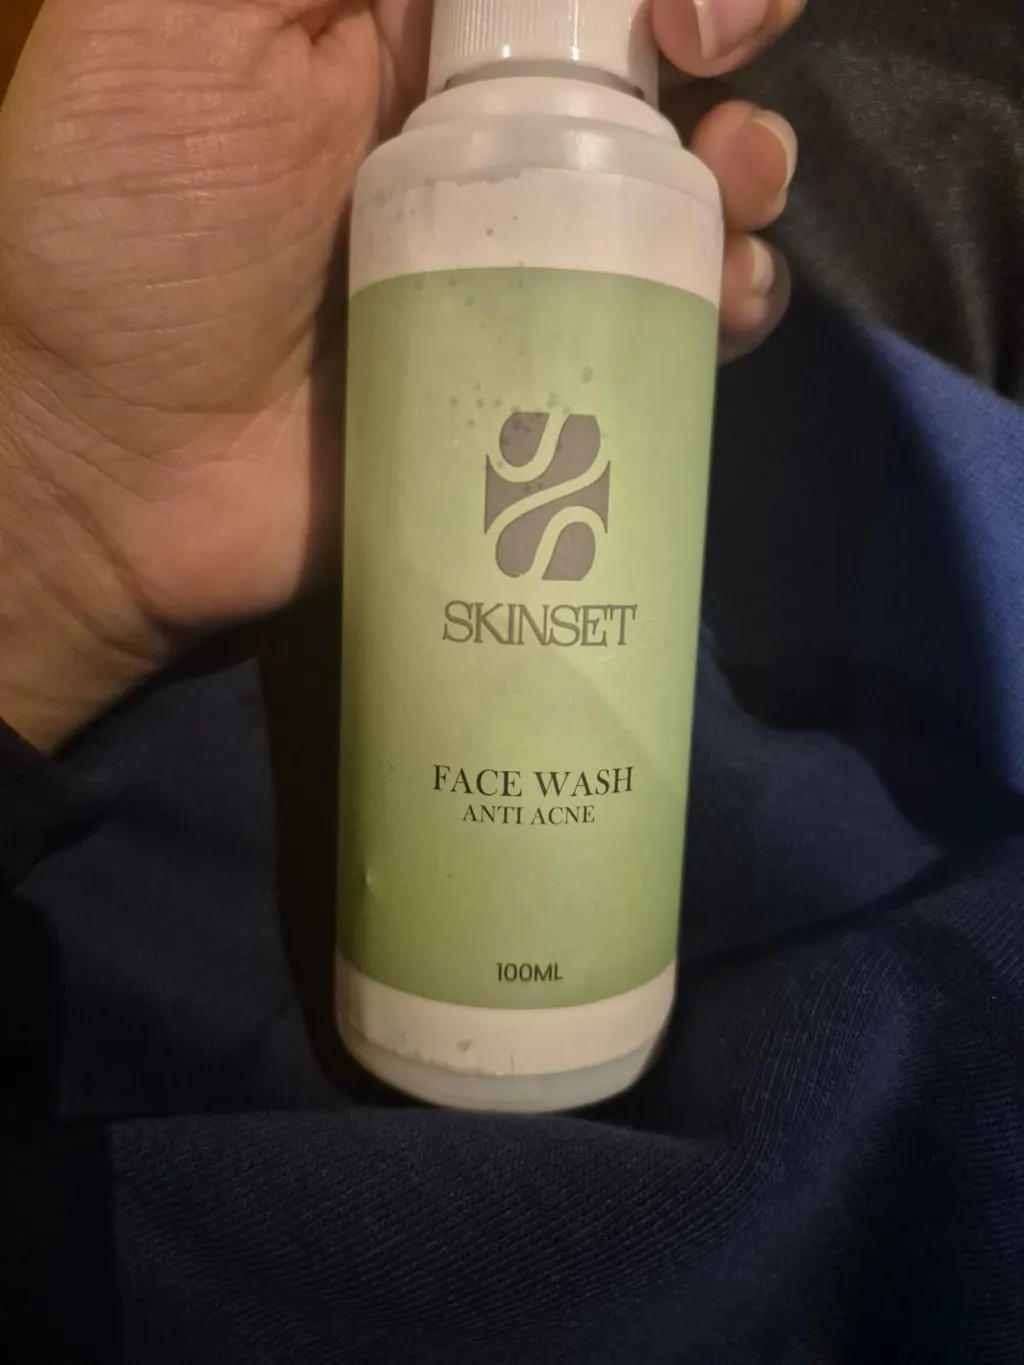 SKINSET
FACE WASH
ANTI ACNE
100ML